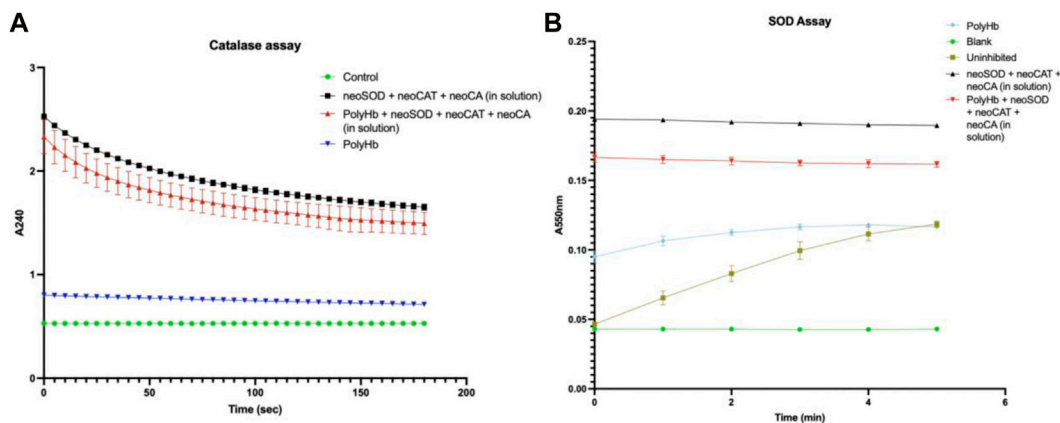 A
Catalase assay
Control
neoSOD + neoCAT + neoCA (in solution)
PolyHb + neoSOD + neoCAT + neoCA
(in solution)
PolyHb
3
2
1
0
A240
0
50
100
150
200
Time (sec)
B
SOD Assay
PolyHb
Blank
Uninhibited
neoSOD + neoCAT +
neoCA (in solution)
PolyHb + neoSOD
+ neoCAT +
neoCA (in
solution)
0.25
0.20
0.15
0.10
0.05
0.00
A550nm
0
2
4
6
Time (min)